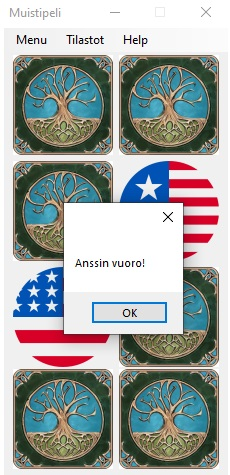 Muistipeli
Menu Tilastot Help
Anssin vuoro!
OK